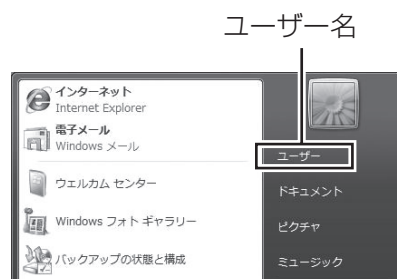 ユーザー名
インターネット
Internet Explorer
電子メール
Windows メール
ウエルカム センター
Windows フォト ギャラリー
バックアップの状態と構成
ユーザー
ドキュメント
ピクチャ
ミュージック